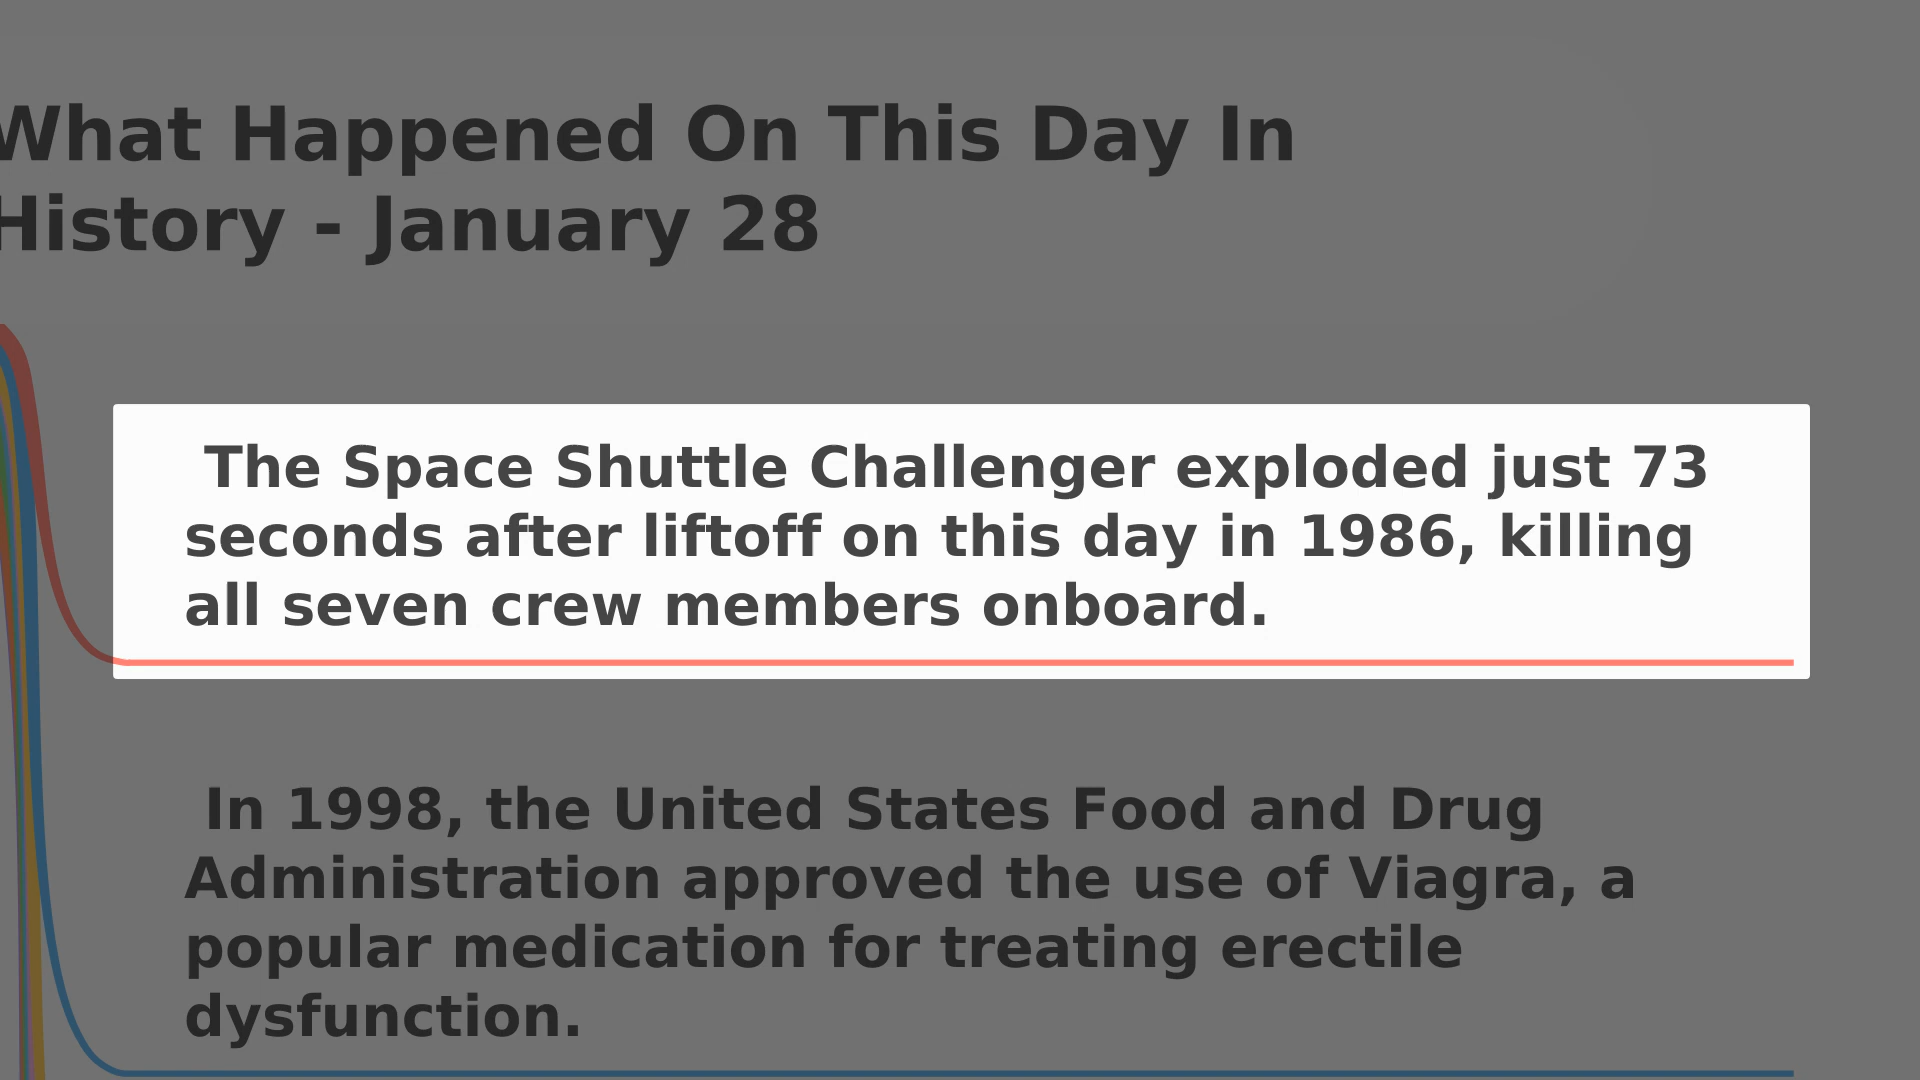 What Happened On This Day In
History - January 28
The Space Shuttle Challenger exploded just 73
seconds after liftoff on this day in 1986, killing
all seven crew members onboard.
In 1998, the United States Food and Drug
Administration approved the use of Viagra, a
popular medication for treating erectile
dysfunction.